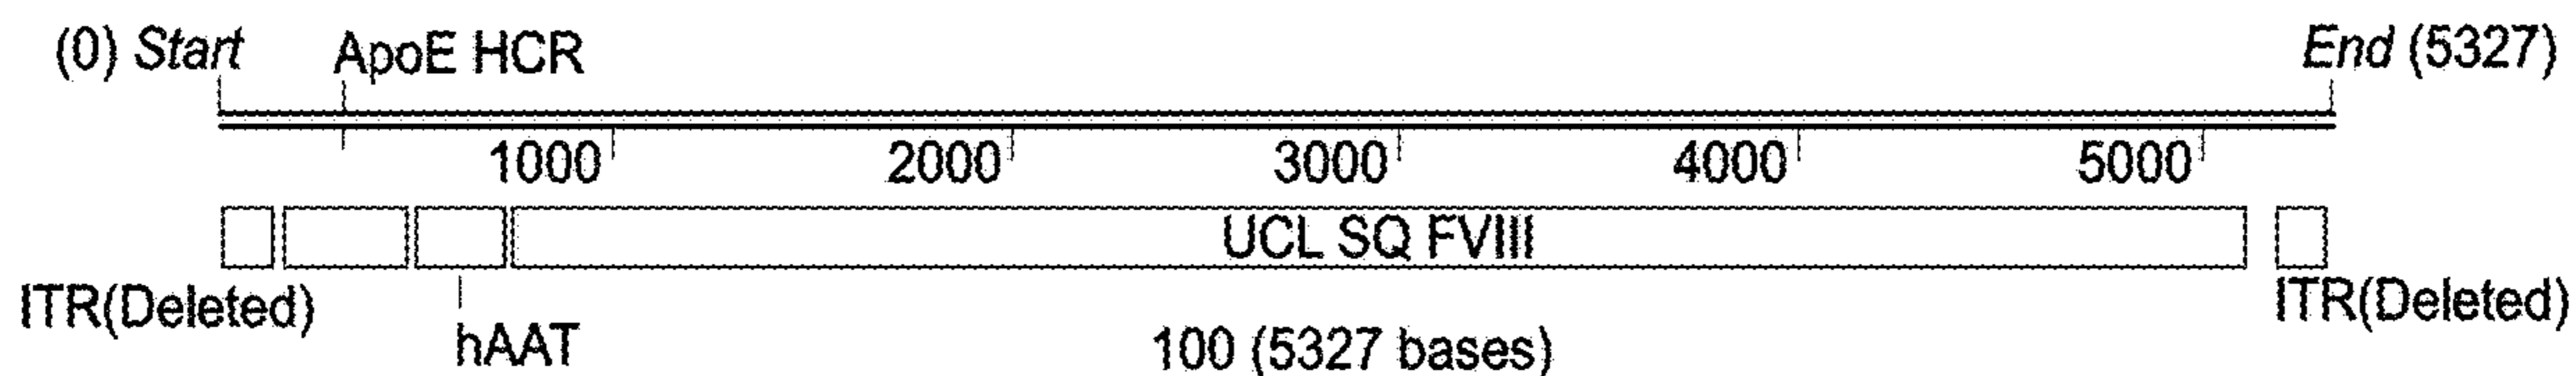 (0) Start ApoE HCR End (5327)
1000 2000 3000 4000 5000
UCL SQ FVIII
ITR(Deleted) ITR(Deleted)
hAAT 100 (5327 bases)